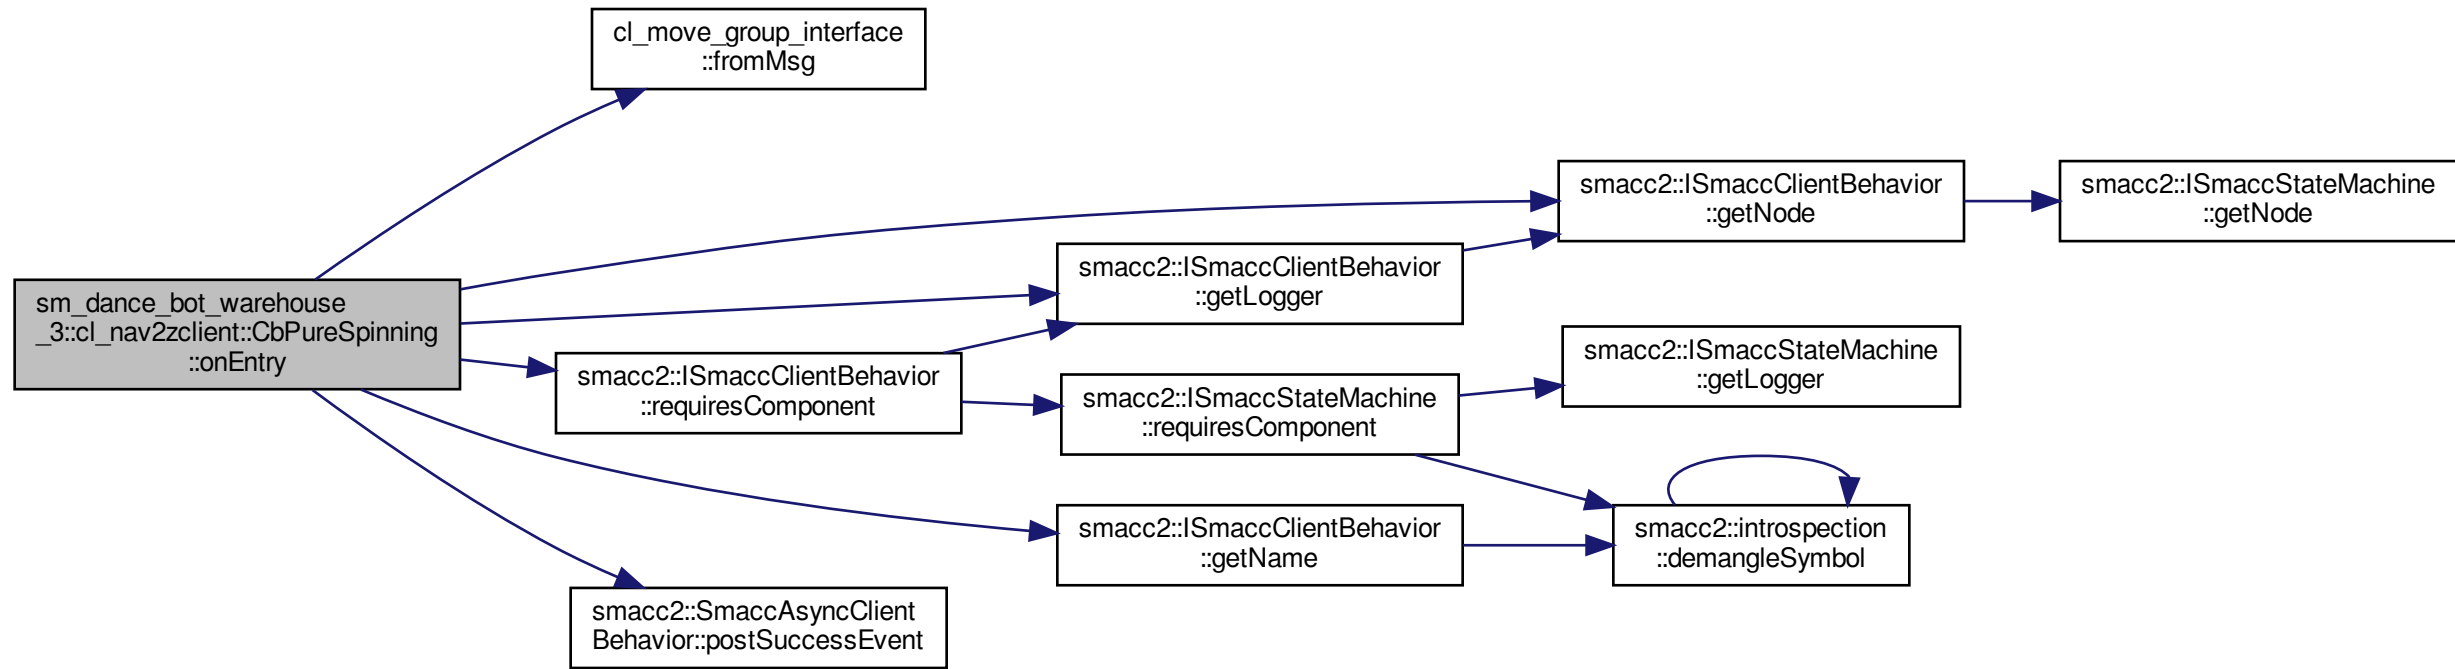 cl_move_group_interface
::fromMsg
smacc2::ISmaccClientBehavior
::getNode
smacc2::ISmaccStateMachine
::getNode
smacc2::ISmaccClientBehavior
::getLogger
sm_dance_bot_warehouse
_3::cl_nav2zclient::CbPureSpinning
::onEntry
smacc2::ISmaccClientBehavior
::requiresComponent
smacc2::ISmaccStateMachine
::getLogger
smacc2::ISmaccStateMachine
::requiresComponent
smacc2::ISmaccClientBehavior
::getName
smacc2::introspection
::demangleSymbol
smacc2::SmaccAsyncClient
Behavior::postSuccessEvent